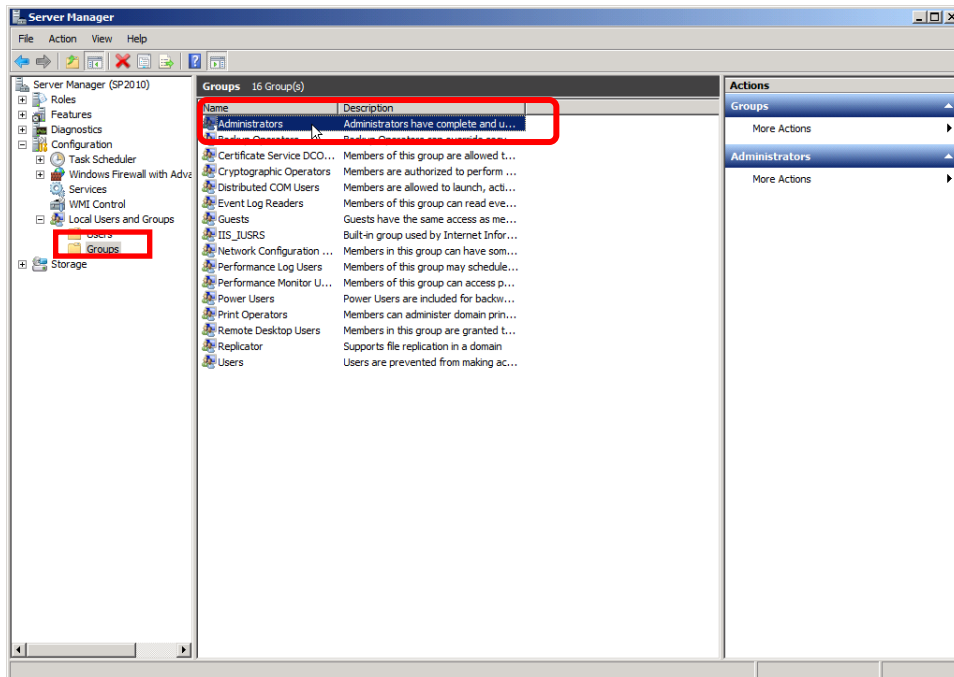 Server Manager
File Action View Help
Server Manager (SP2010)
Roles
Features
Diagnostics
Configuration
Task Scheduler
Windows Firewall with Adva
Services
WMI Control
Local Users and Groups
Users
Groups
Storage
Groups 16 Group(s)
Name Description
Administrators Administrators have complete and u...
Backup Operators Backup Operators can override secu...
Certificate Service DCO... Members of this group are allowed t...
Cryptographic Operators Members are authorized to perform ...
Distributed COM Users Members are allowed to launch, acti...
Event Log Readers Members of this group can read eve...
Guests Guests have the same access as me...
IIS_IUSRS Built-in group used by Internet Infor...
Network Configuration ... Members in this group can have som...
Performance Log Users Members of this group may schedule...
Performance Monitor U... Members of this group can access p...
Power Users Power Users are included for backw...
Print Operators Members can administer domain prin...
Remote Desktop Users Members in this group are granted t...
Replicator Supports file replication in a domain
Users Users are prevented from making ac...
Actions
Groups
More Actions
Administrators
More Actions